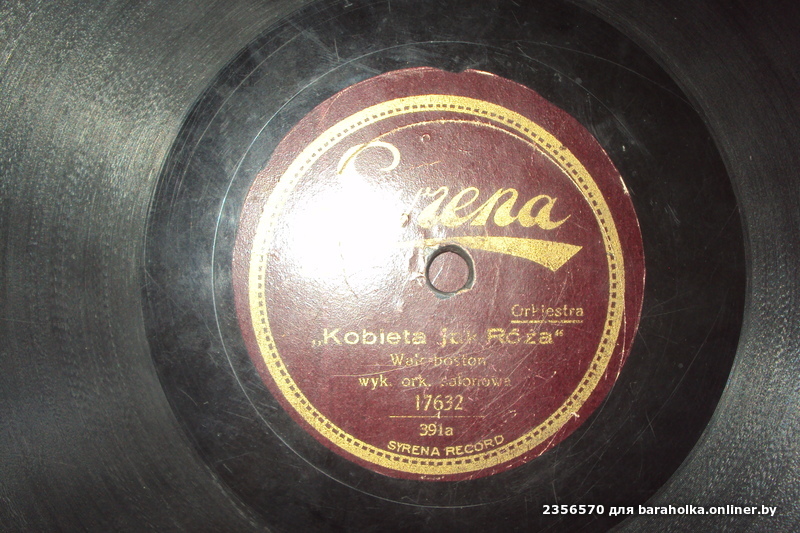 Syrena
Orkiestra
„Kobieta jak Róża“
Walc-boston
wyk. ork. salonowa
17632
391a
SYRENA RECORD
2356570 для baraholka.onliner.by